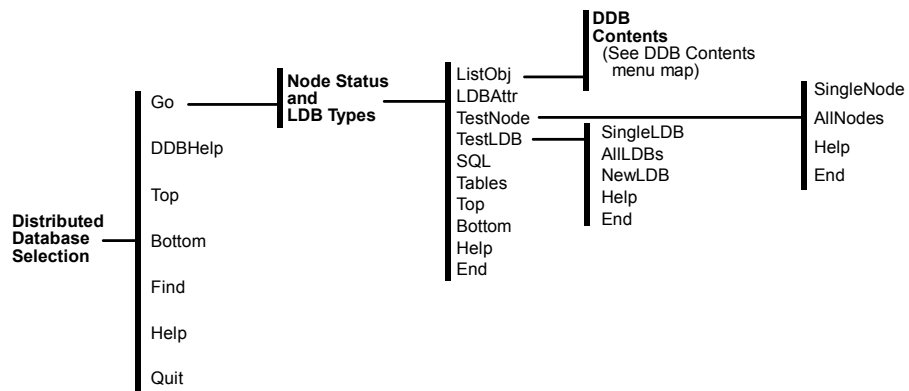 Distributed
Database
Selection
Go
DDBHelp
Top
Bottom
Find
Help
Quit
Node Status
and
LDB Types
ListObj
LDBAttr
TestNode
TestLDB
SQL
Tables
Top
Bottom
Help
End
DDB
Contents
(See DDB Contents
menu map)
SingleLDB
AllLDBs
NewLDB
Help
End
SingleNode
AllNodes
Help
End